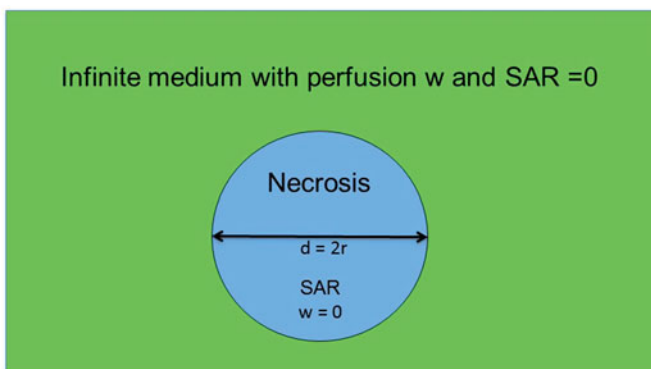 Infinite medium with perfusion w and SAR =0
Necrosis
d = 2r
SAR
w = 0